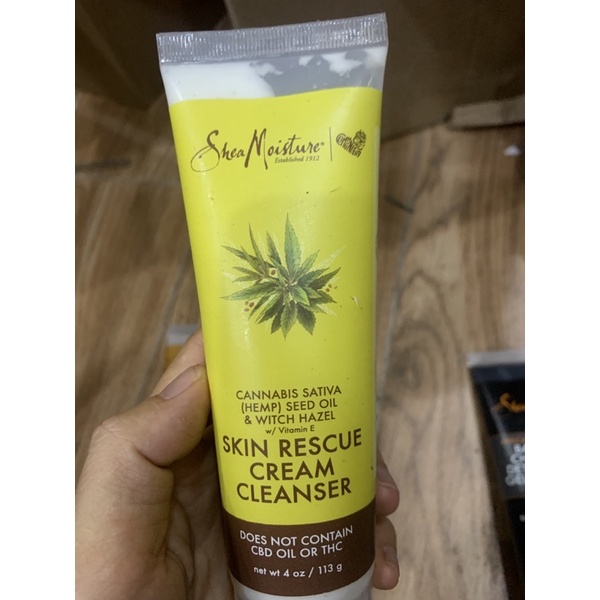 SheaMoisture®
Established 1912
CANNABIS SATIVA
(HEMP) SEED OIL
& WITCH HAZEL
w/ Vitamin E
SKIN RESCUE
CREAM
CLEANSER
DOES NOT CONTAIN
CBD OIL OR THC
net wt 4 oz / 113 g